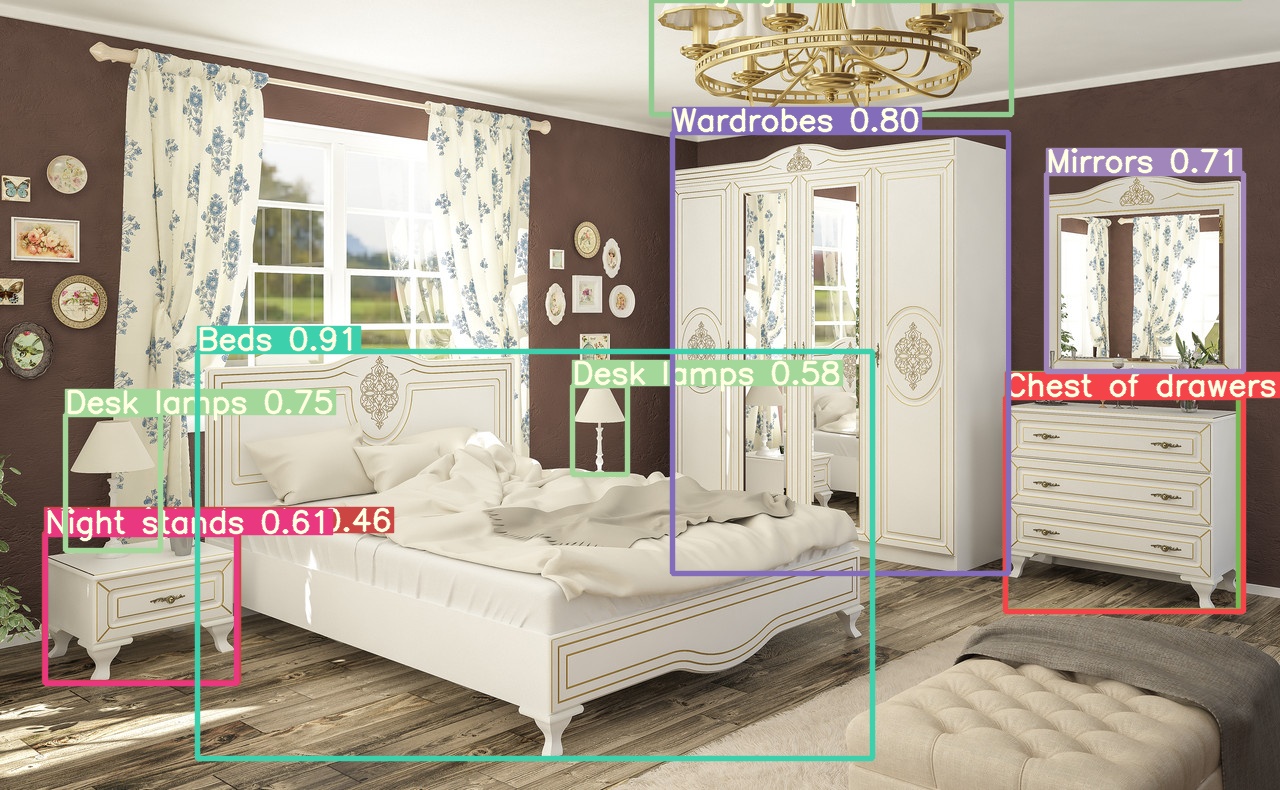 Wardrobes 0.80
Mirrors 0.71
Beds 0.91
Desk lamps 0.58
Chest of drawers
Desk lamps 0.75
Night stands 0.61
.46